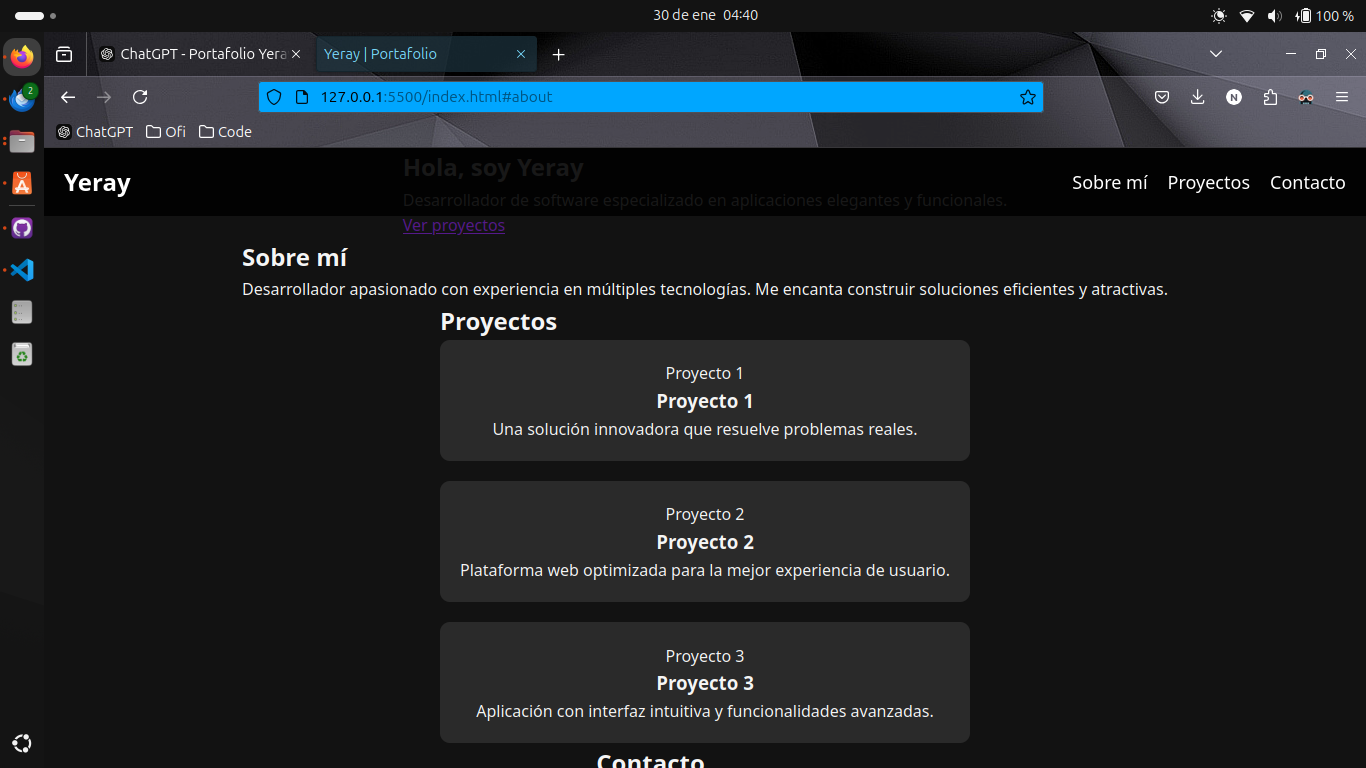 30 de ene 04:40
100 %
ChatGPT - Portafolio Yera
Yeray | Portafolio
127.0.0.1:5500/index.html#about
N
2
ChatGPT
Ofi
Code
Yeray
Hola, soy Yeray
Desarrollador de software especializado en aplicaciones elegantes y funcionales.
Sobre mí
Proyectos
Contacto
Ver proyectos
Sobre mí
Desarrollador apasionado con experiencia en múltiples tecnologías. Me encanta construir soluciones eficientes y atractivas.
Proyectos
Proyecto 1
Proyecto 1
Una solución innovadora que resuelve problemas reales.
Proyecto 2
Proyecto 2
Plataforma web optimizada para la mejor experiencia de usuario.
Proyecto 3
Proyecto 3
Aplicación con interfaz intuitiva y funcionalidades avanzadas.
Contacto